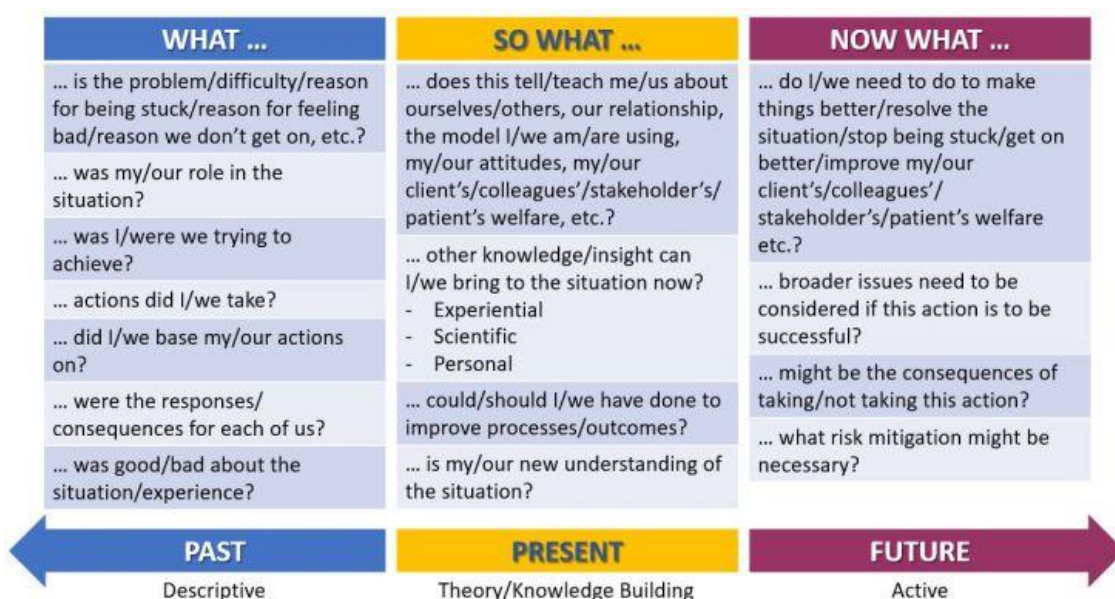 WHAT ...
... is the problem/difficulty/reason
for being stuck/reason for feeling
bad/reason we don't get on, etc.?
... was my/our role in the
situation?
... was I/were we trying to
achieve?
... actions did I/we take?
... did I/we base my/our actions
on?
... were the responses/
consequences for each of us?
... was good/bad about the
situation/experience?
SO WHAT ...
... does this tell/teach me/us about
ourselves/others, our relationship,
the model I/we am/are using,
my/our attitudes, my/our
client's/colleagues'/stakeholder's/
patient's welfare, etc.?
... other knowledge/insight can
I/we bring to the situation now?
- Experiential
- Scientific
- Personal
... could/should I/we have done to
improve processes/outcomes?
... is my/our new understanding of
the situation?
NOW WHAT ...
... do I/we need to do to make
things better/resolve the
situation/stop being stuck/get on
better/improve my/our
client's/colleagues'/
stakeholder's/patient's welfare
etc.?
... broader issues need to be
considered if this action is to be
successful?
... might be the consequences of
taking/not taking this action?
... what risk mitigation might be
necessary?
PAST
PRESENT
FUTURE
Descriptive
Theory/Knowledge Building
Active